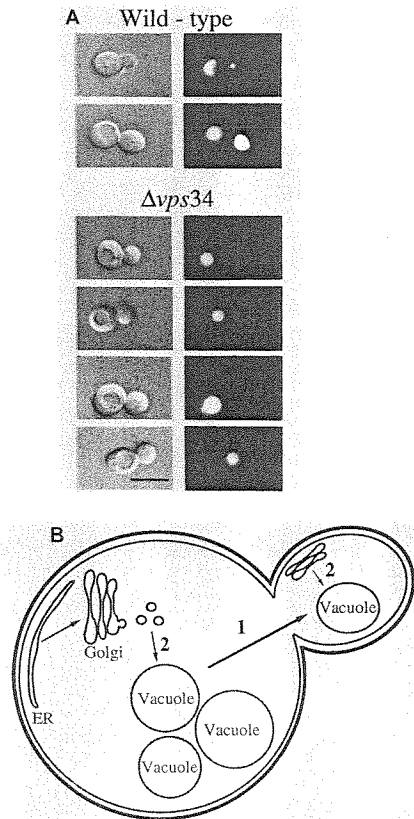 A Wild - type
Δvps34
B
2
1
2
Golgi
Vacuole
ER
Vacuole
Vacuole
Vacuole